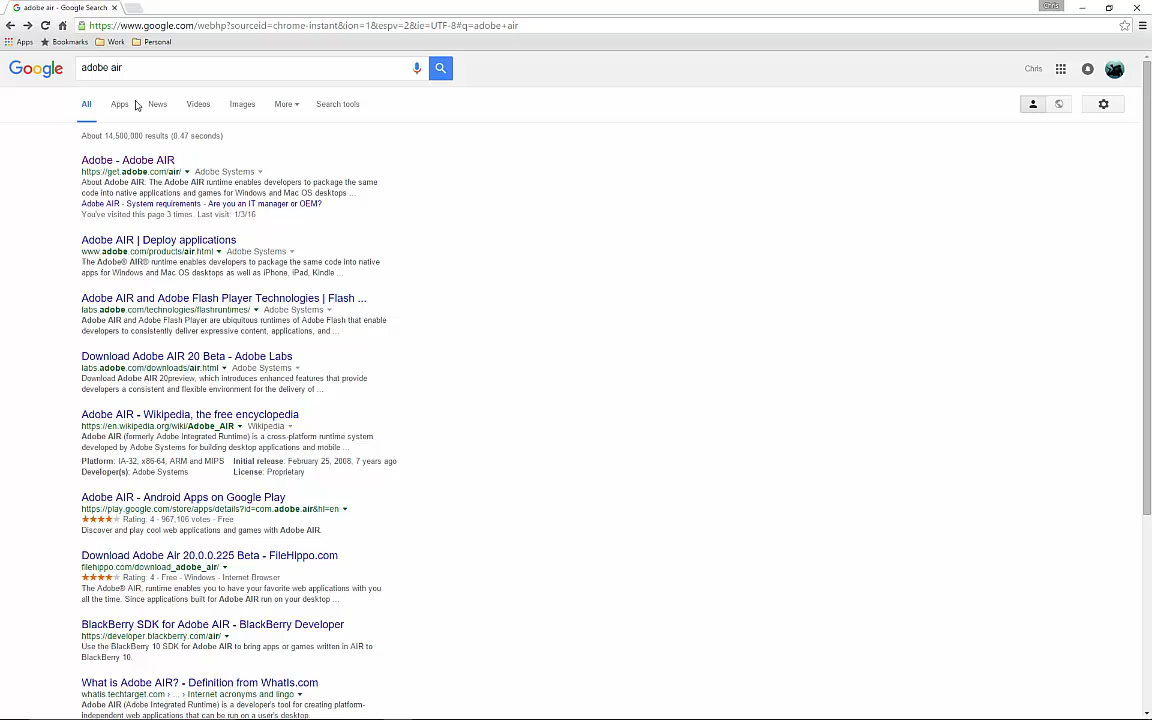 adobe air - Google Search
Chris
https://www.google.com/webhp?sourceid=chrome-instant&ion=1&espv=2&ie=UTF-8#q=adobe+air
Apps Bookmarks Work Personal
Google adobe air Chris
All Apps News Videos Images More Search tools
About 14,500,000 results (0.47 seconds)
Adobe - Adobe AIR
https://get.adobe.com/air/ Adobe Systems
About Adobe AIR. The Adobe AIR runtime enables developers to package the same
code into native applications and games for Windows and Mac OS desktops ...
Adobe AIR - System requirements - Are you an IT manager or OEM?
You've visited this page 3 times. Last visit: 1/3/16
Adobe AIR | Deploy applications
www.adobe.com/products/air.html Adobe Systems
The Adobe® AIR® runtime enables developers to package the same code into native
apps for Windows and Mac OS desktops as well as iPhone, iPad, Kindle ...
Adobe AIR and Adobe Flash Player Technologies | Flash ...
labs.adobe.com/technologies/flashruntimes/ Adobe Systems
Adobe AIR and Adobe Flash Player are ubiquitous runtimes of Adobe Flash that enable
developers to consistently deliver expressive content, applications, and ...
Download Adobe AIR 20 Beta - Adobe Labs
labs.adobe.com/downloads/air.html Adobe Systems
Download Adobe AIR 20preview, which introduces enhanced features that provide
developers a consistent and flexible environment for the delivery of ...
Adobe AIR - Wikipedia, the free encyclopedia
https://en.wikipedia.org/wiki/Adobe_AIR Wikipedia
Adobe AIR (formerly Adobe Integrated Runtime) is a cross-platform runtime system
developed by Adobe Systems for building desktop applications and mobile ...
Platform: IA-32, x86-64, ARM and MIPS Initial release: February 25, 2008, 7 years ago
Developer(s): Adobe Systems License: Proprietary
Adobe AIR - Android Apps on Google Play
https://play.google.com/store/apps/details?id=com.adobe.air&hl=en
Rating: 4 - 967,106 votes - Free
Discover and play cool web applications and games with Adobe AIR.
Download Adobe Air 20.0.0.225 Beta - FileHippo.com
filehippo.com/download_adobe_air/
Rating: 4 - Free - Windows - Internet Browser
The Adobe® AIR, runtime enables you to have your favorite web applications with you
all the time. Since applications built for Adobe AIR run on your desktop ...
BlackBerry SDK for Adobe AIR - BlackBerry Developer
https://developer.blackberry.com/air/
Use the BlackBerry 10 SDK for Adobe AIR to bring apps or games written in AIR to
BlackBerry 10.
What is Adobe AIR? - Definition from WhatIs.com
whatis.techtarget.com › ... › Internet acronyms and lingo
Adobe AIR (Adobe Integrated Runtime) is a developer's tool for creating platform-
independent web applications that can be run on a user's desktop.